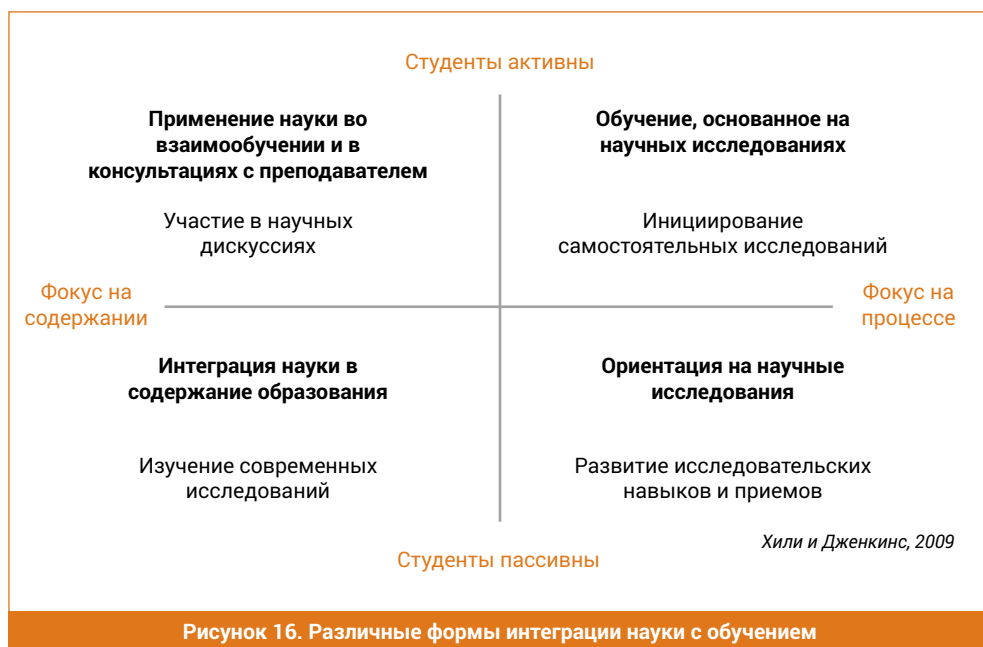 Студенты активны
Применение науки во
взаимообучении и в
консультациях с преподавателем
Участие в научных
дискуссиях
Обучение, основанное на
научных исследованиях
Инициирование
самостоятельных исследований
Фокус на
содержании
Фокус на
процессе
Интеграция науки в
содержание образования
Изучение современных
исследований
Ориентация на научные
исследования
Развитие исследовательских
навыков и приемов
Хили и Дженкинс, 2009
Студенты пассивны
Рисунок 16. Различные формы интеграции науки с обучением